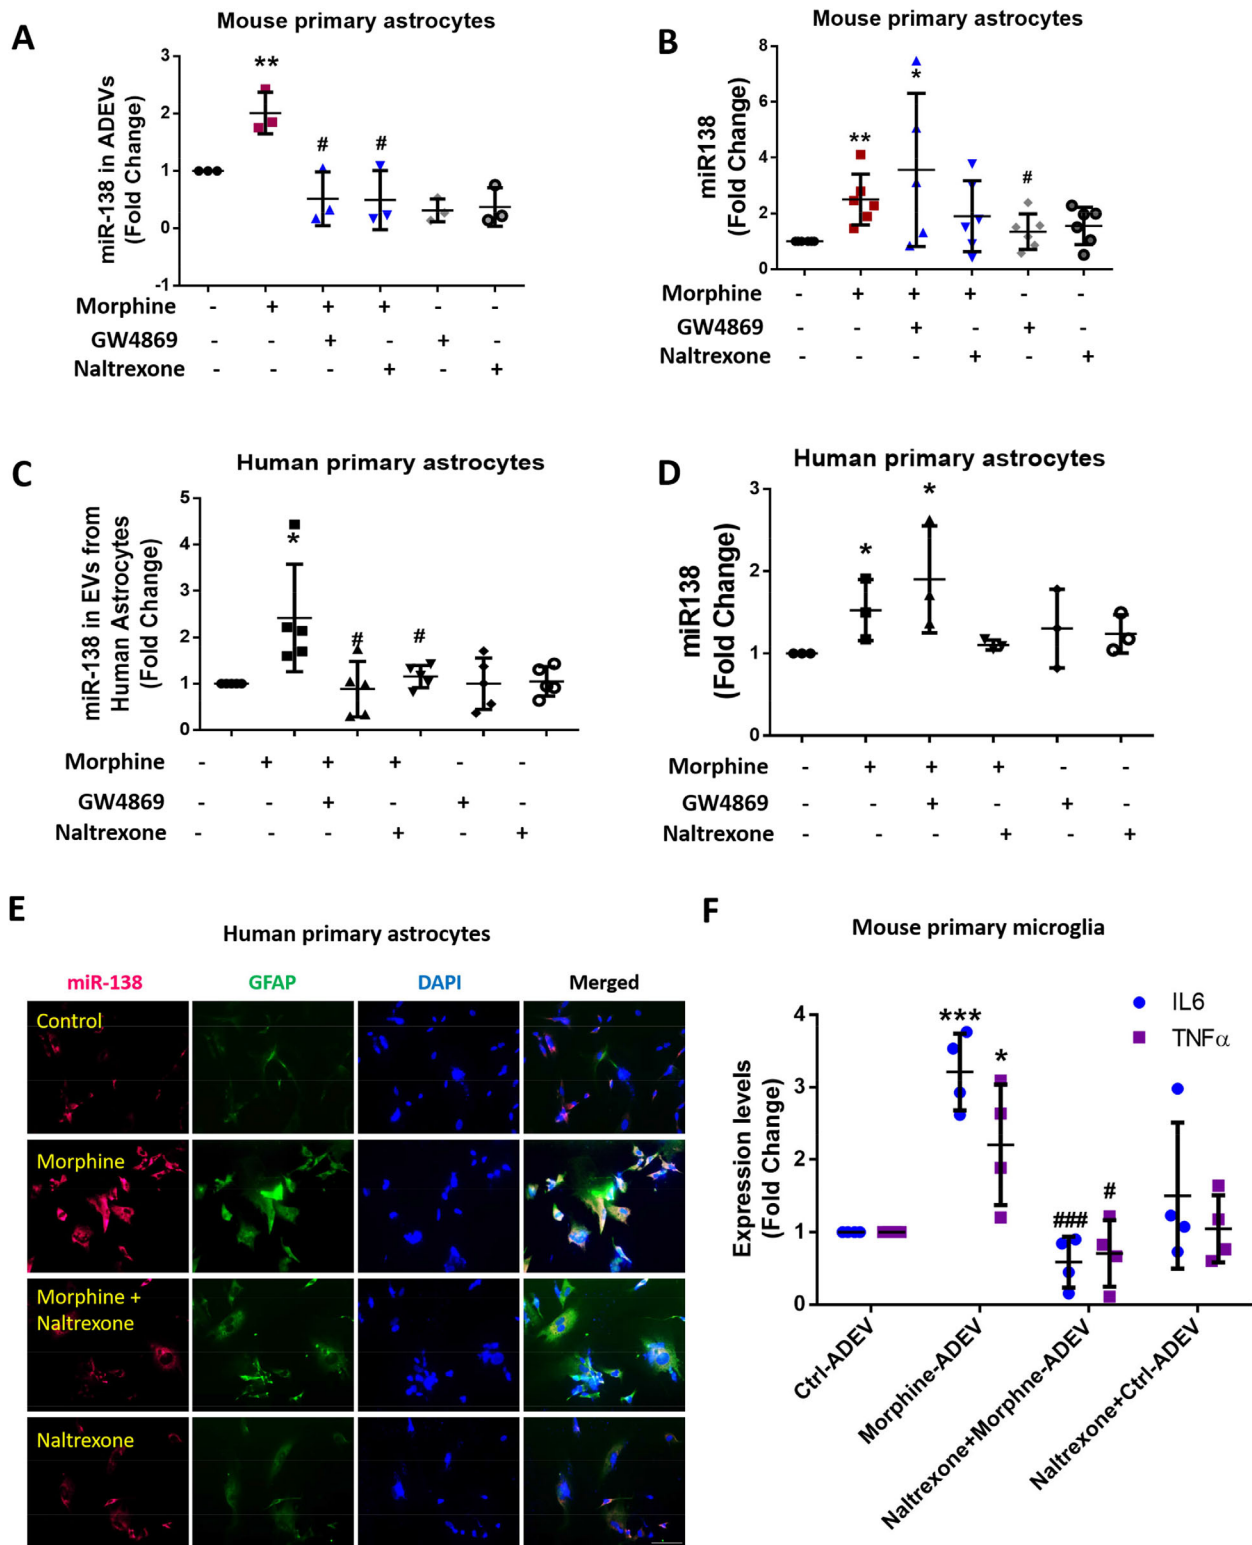 A
Mouse primary astrocytes
miR-138 in ADEVs
(Fold Change)
3
2
1
0
-1
**
#
#
Morphine - + + + - -
GW4869 - - + - + -
Naltrexone - - - + - +
B
Mouse primary astrocytes
miR138
(Fold Change)
8
6
4
2
0
**
*
#
Morphine - + + + - -
GW4869 - - + - + -
Naltrexone - - - + - +
C
Human primary astrocytes
miR-138 in EVs from
Human Astrocytes
(Fold Change)
5
4
3
2
1
0
*
#
#
Morphine - + + + - -
GW4869 - - + - + -
Naltrexone - - - + - +
D
Human primary astrocytes
miR138
(Fold Change)
3
2
1
0
*
*
Morphine - + + + - -
GW4869 - - + - + -
Naltrexone - - - + - +
E
Human primary astrocytes
miR-138 GFAP DAPI Merged
Control
Morphine
Morphine +
Naltrexone
Naltrexone
F
Mouse primary microglia
Expression levels
(Fold Change)
4
3
2
1
0
IL6
TNFα
***
*
###
#
Ctrl-ADEV
Morphine-ADEV
Naltrexone+Morphne-ADEV
Naltrexone+Ctrl-ADEV